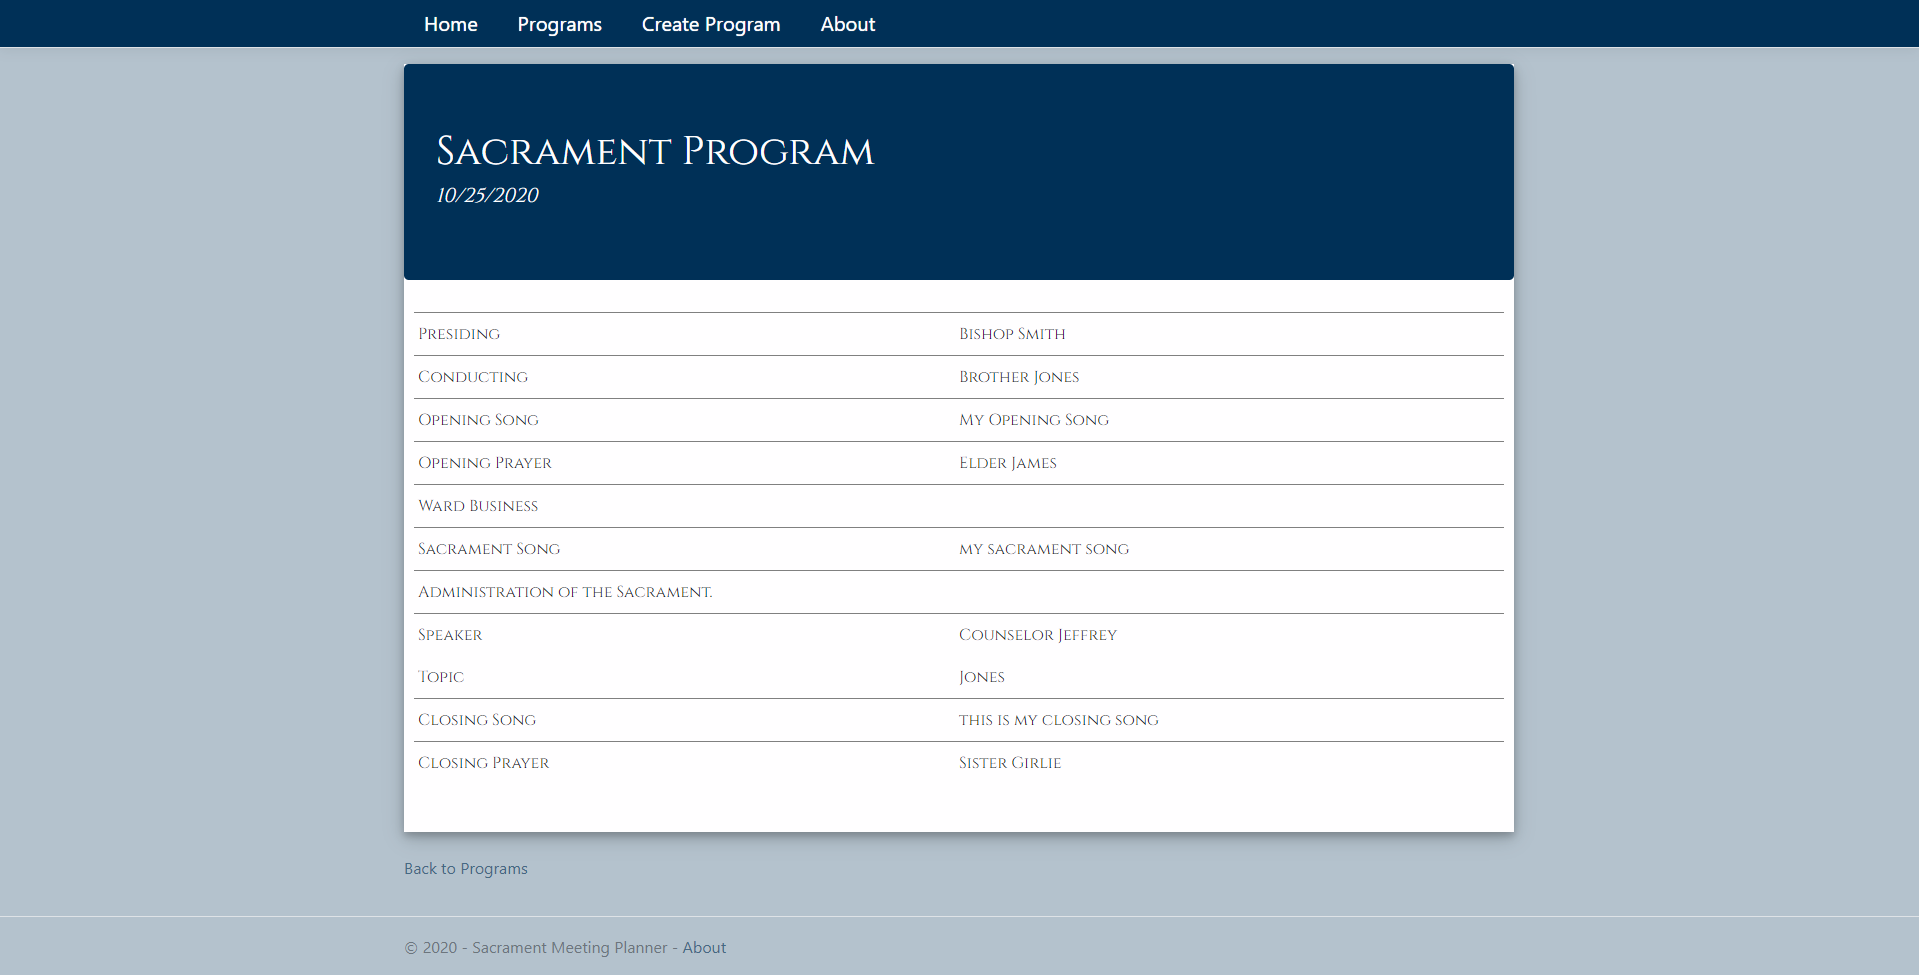 Home Programs Create Program About
Sacrament Program
10/25/2020
Presiding Bishop Smith
Conducting Brother Jones
Opening Song My Opening Song
Opening Prayer Elder James
Ward Business
Sacrament Song my sacrament song
Administration of the Sacrament.
Speaker Counselor Jeffrey
Topic Jones
Closing Song this is my closing song
Closing Prayer Sister Girlie
Back to Programs
© 2020 - Sacrament Meeting Planner - About